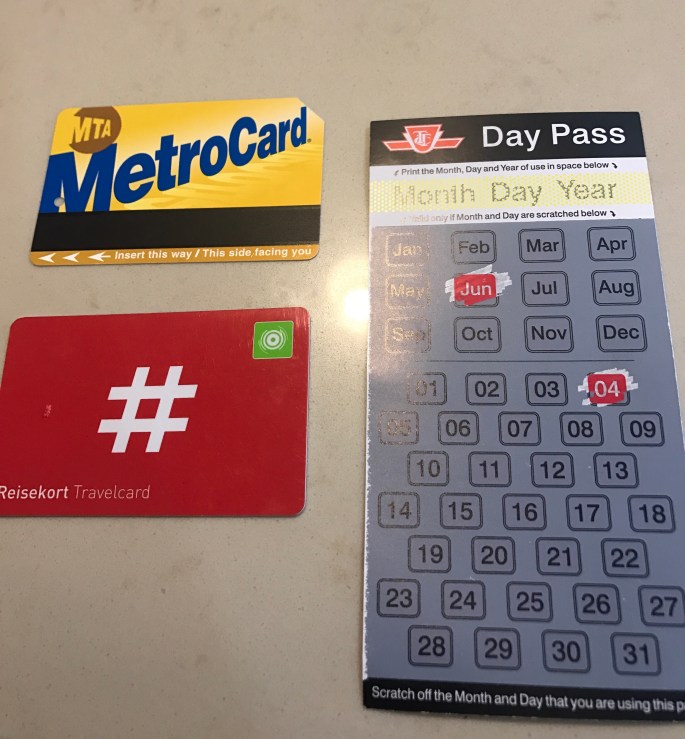 MTA
MetroCard
Insert this way / This side facing you
#
Reisekort Travelcard
TTC Day Pass
Print the Month, Day and Year of use in space below
Month Day Year
Valid only if Month and Day are scratched below
Jan Feb Mar Apr
May Jun Jul Aug
Sep Oct Nov Dec
01 02 03 04
05 06 07 08 09
10 11 12 13
14 15 16 17 18
19 20 21 22
23 24 25 26 27
28 29 30 31
Scratch off the Month and Day that you are using this